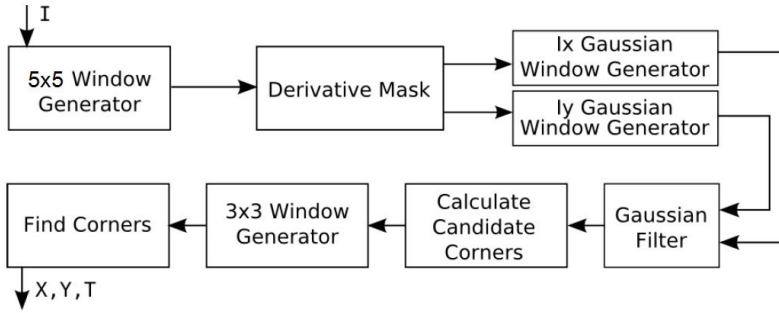 I
5x5 Window
Generator
Derivative Mask
Ix Gaussian
Window Generator
Iy Gaussian
Window Generator
Find Corners
3x3 Window
Generator
Calculate
Candidate
Corners
Gaussian
Filter
X,Y,T